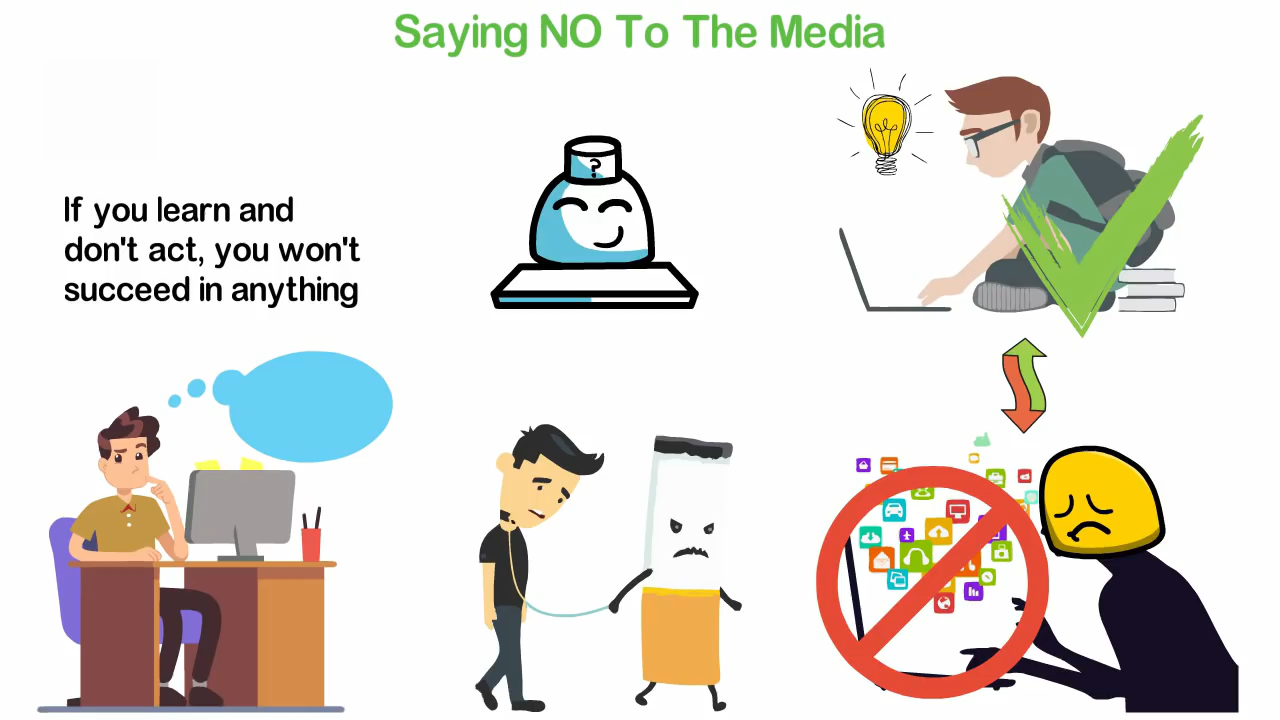 Saying NO To The Media
If you learn and
don't act, you won't
succeed in anything
?